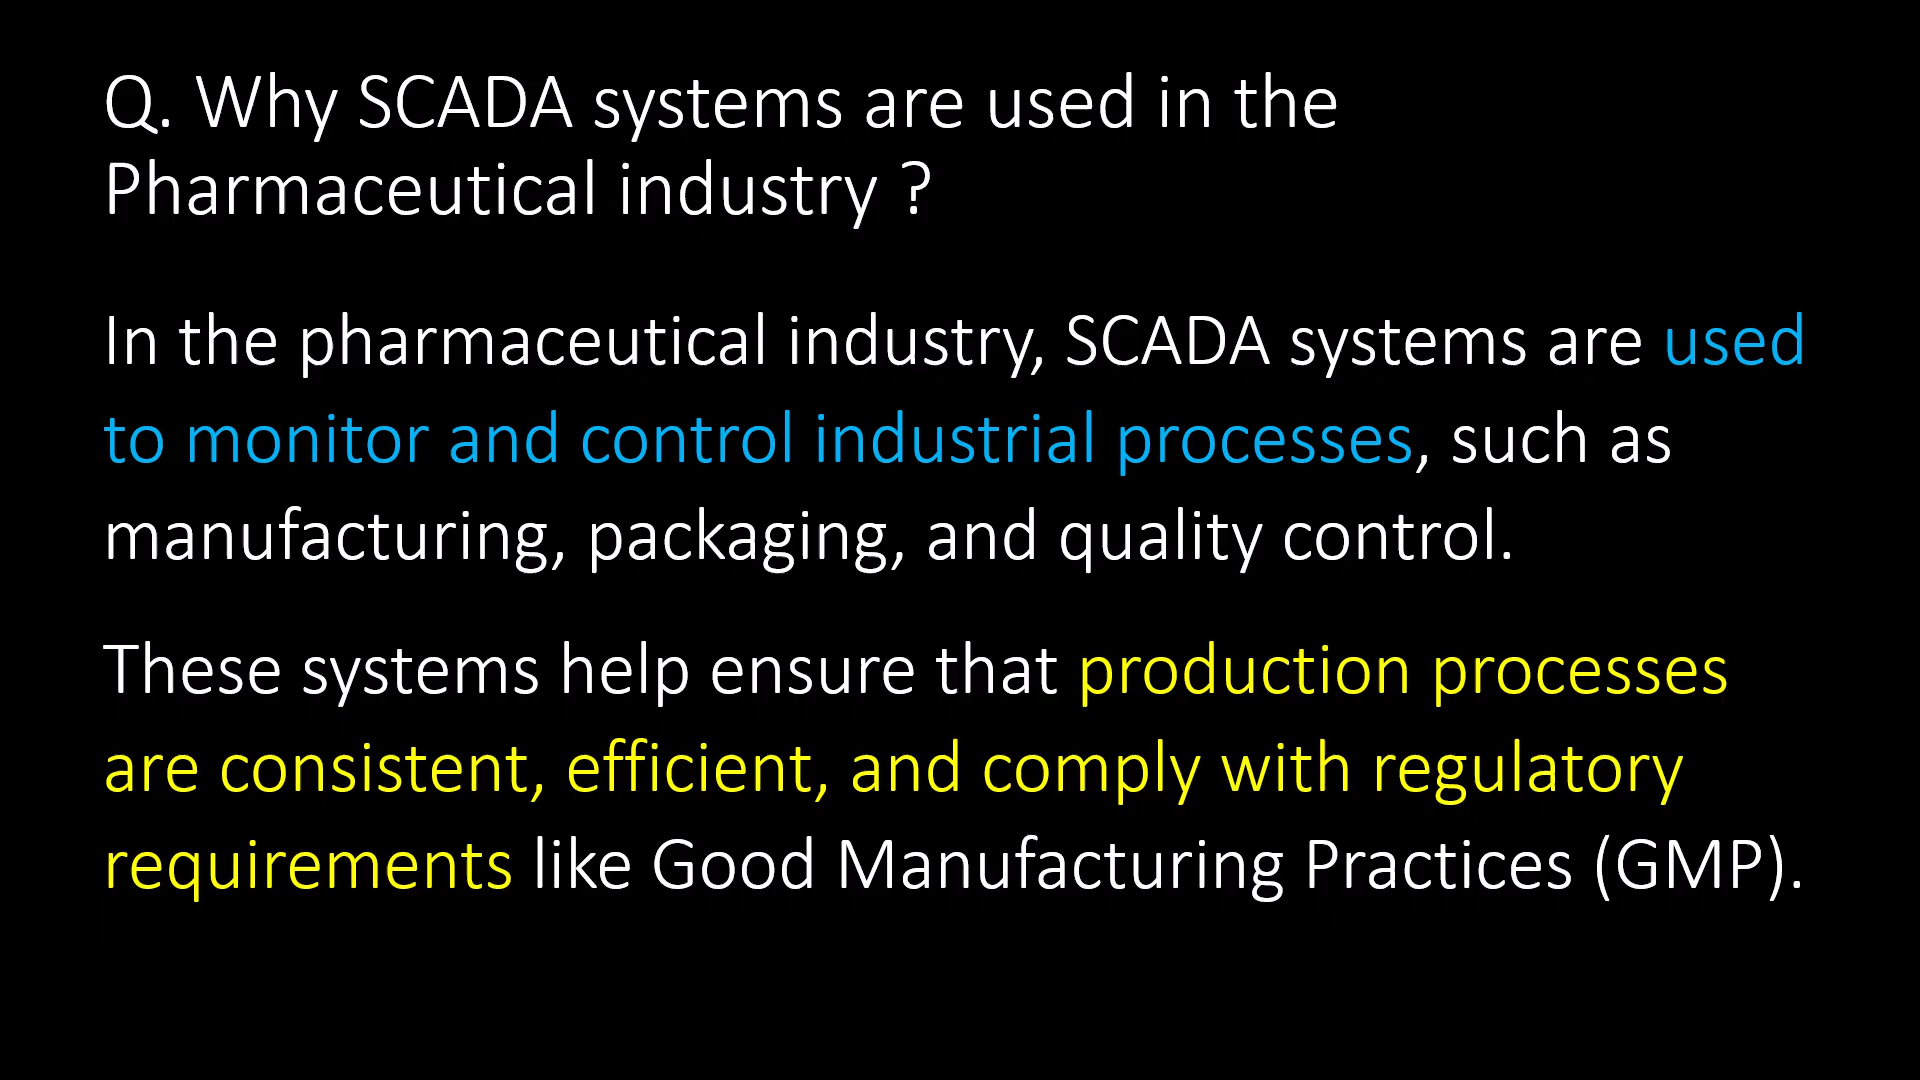 Q. Why SCADA systems are used in the
Pharmaceutical industry ?
In the pharmaceutical industry, SCADA systems are used
to monitor and control industrial processes, such as
manufacturing, packaging, and quality control.
These systems help ensure that production processes
are consistent, efficient, and comply with regulatory
requirements like Good Manufacturing Practices (GMP).